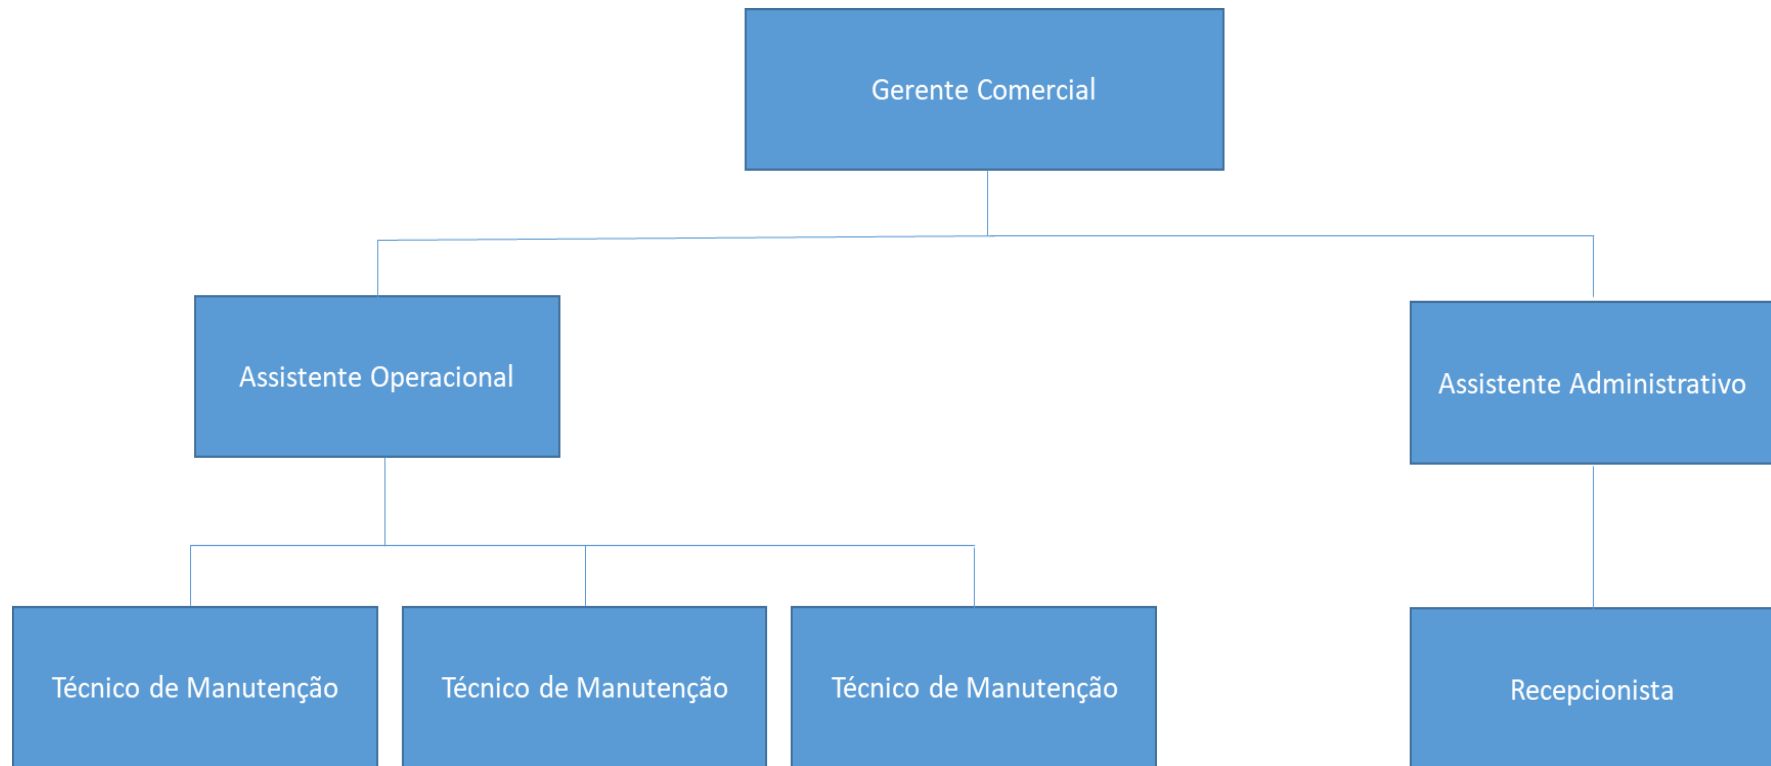 Gerente Comercial
Assistente Operacional
Assistente Administrativo
Técnico de Manutenção
Técnico de Manutenção
Técnico de Manutenção
Recepcionista